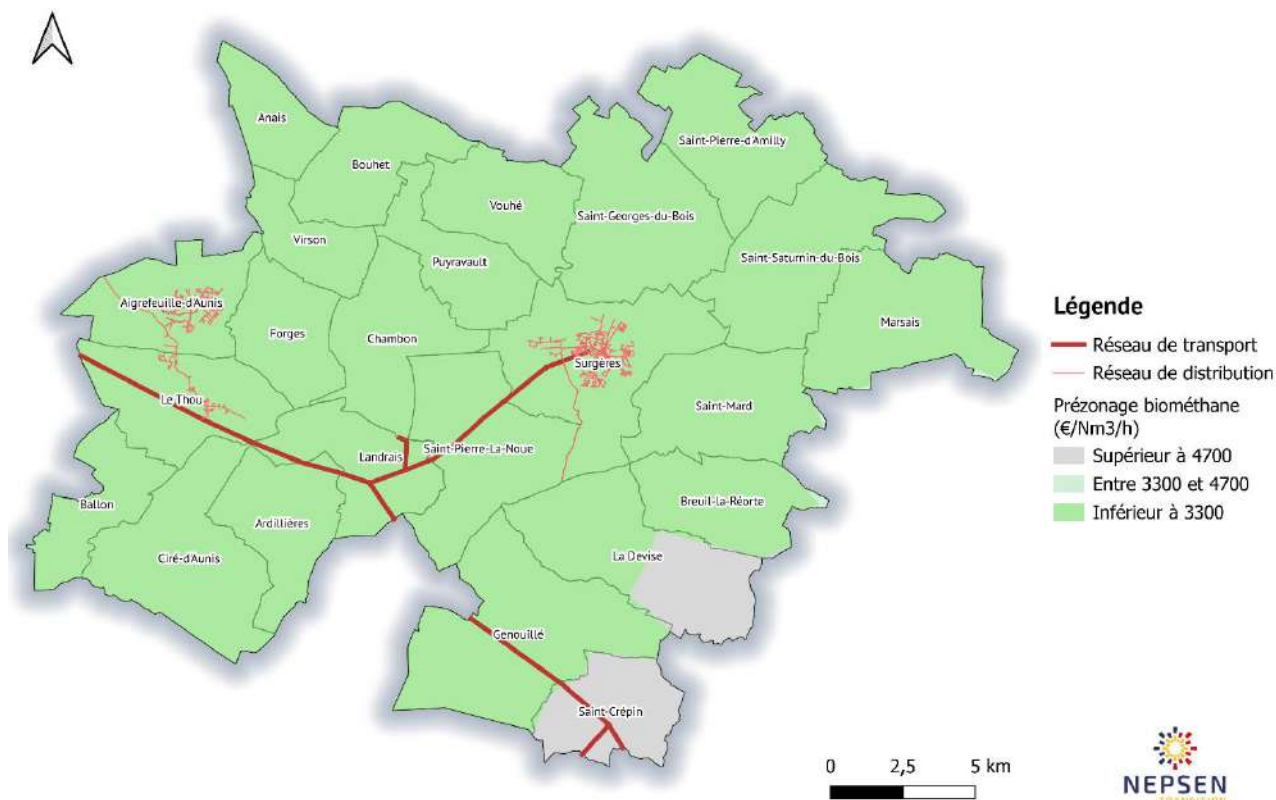 Anais
Saint-Pierre-d'Amilly
Bouhet
Vouhé
Saint-Georges-du-Bois
Virson
Saint-Saturnin-du-Bois
Puyravault
Aigrefeuille-d'Aunis
Marsais
Forges
Chambon
Surgères
Le Thou
Saint-Mard
Saint-Pierre-La-Noue
Landrais
Breuil-la-Réorte
Ballon
Ardillières
Ciré-d'Aunis
La Devise
Genouillé
Saint-Crépin
Légende
Réseau de transport
Réseau de distribution
Prézonage biométhane
(€/Nm3/h)
Supérieur à 4700
Entre 3300 et 4700
Inférieur à 3300
0 2,5 5 km
NEPSEN